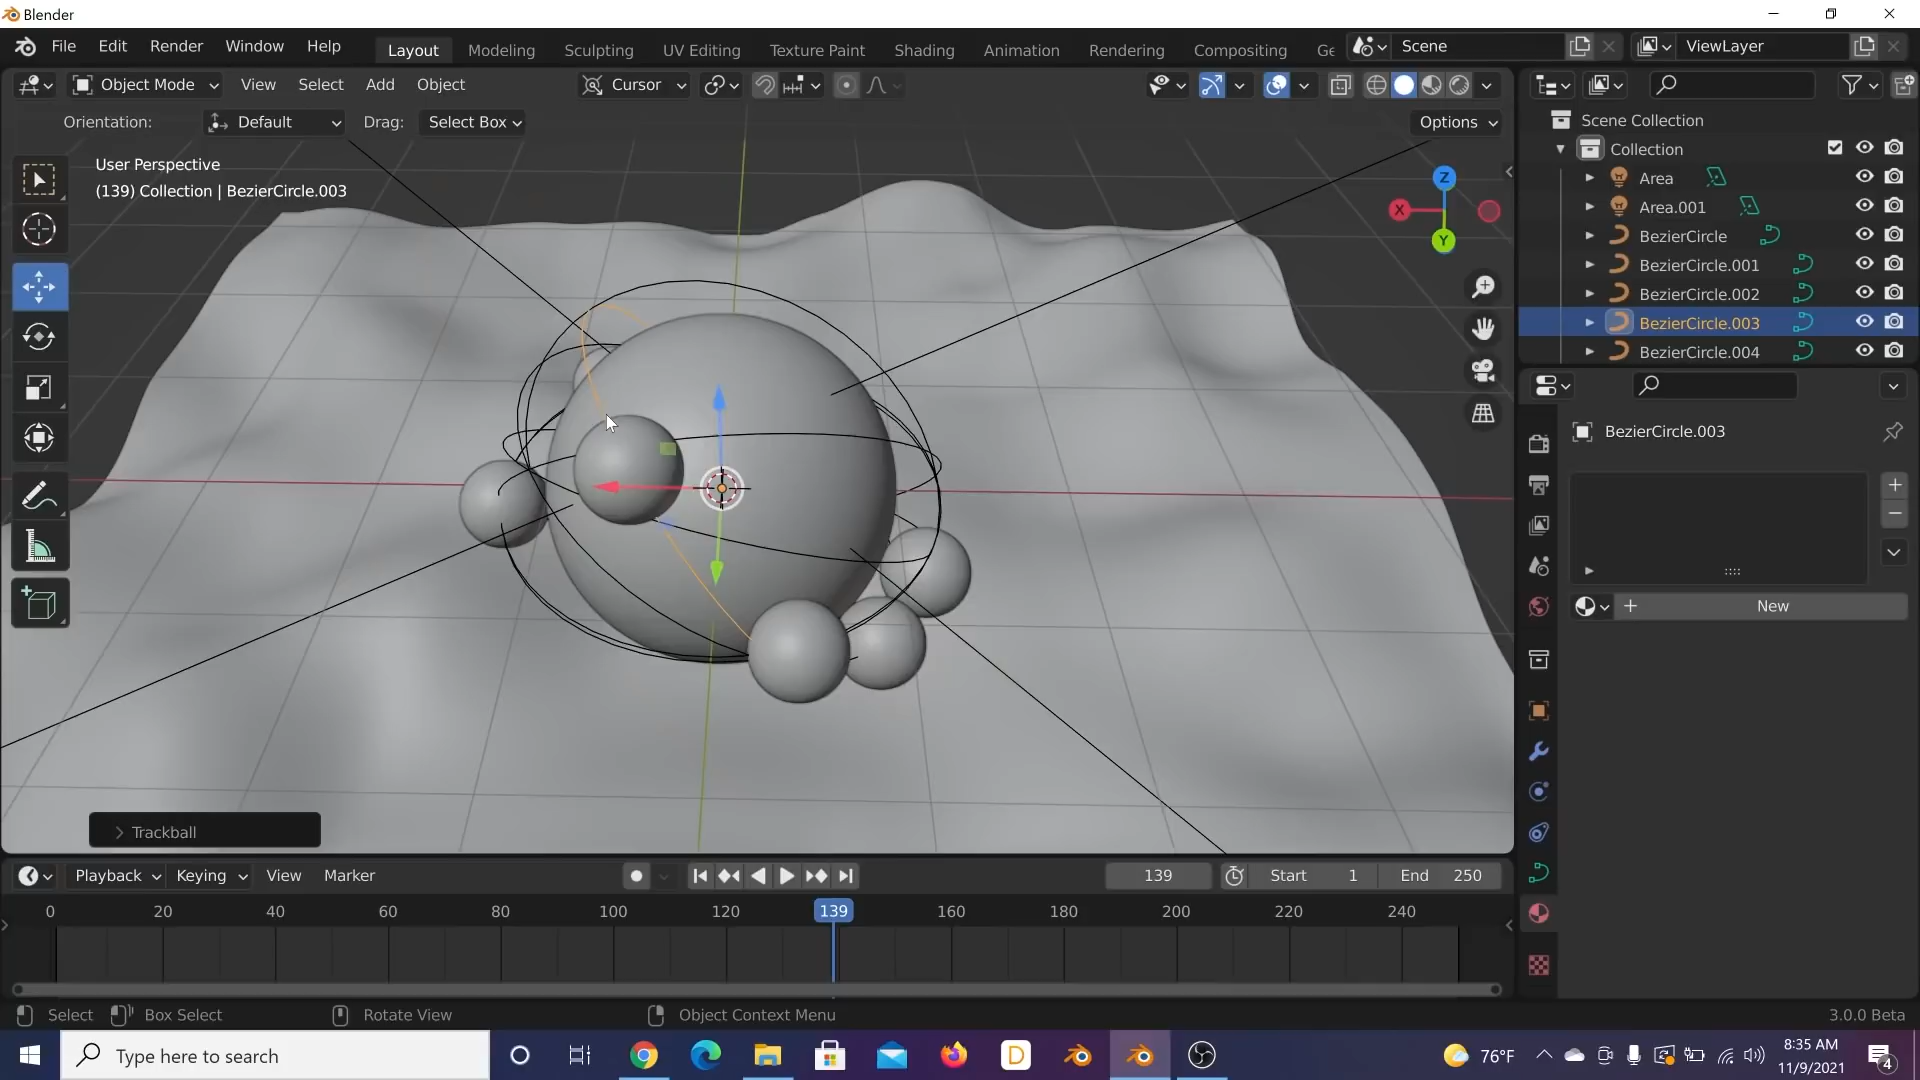 Blender
File Edit Render Window Help Layout Modeling Sculpting UV Editing Texture Paint Shading Animation Rendering Compositing Ge Scene ViewLayer
Object Mode View Select Add Object Cursor
Orientation: Default Drag: Select Box Options
User Perspective
(139) Collection | BezierCircle.003
Z
X
Y
Trackball
Scene Collection
Collection
Area
Area.001
BezierCircle
BezierCircle.001
BezierCircle.002
BezierCircle.003
BezierCircle.004
BezierCircle.003
+
−
+ New
Playback Keying View Marker 139 Start 1 End 250
0 20 40 60 80 100 120 139 160 180 200 220 240
Select Box Select Rotate View Object Context Menu 3.0.0 Beta
Type here to search D 76°F 8:35 AM
11/9/2021 4